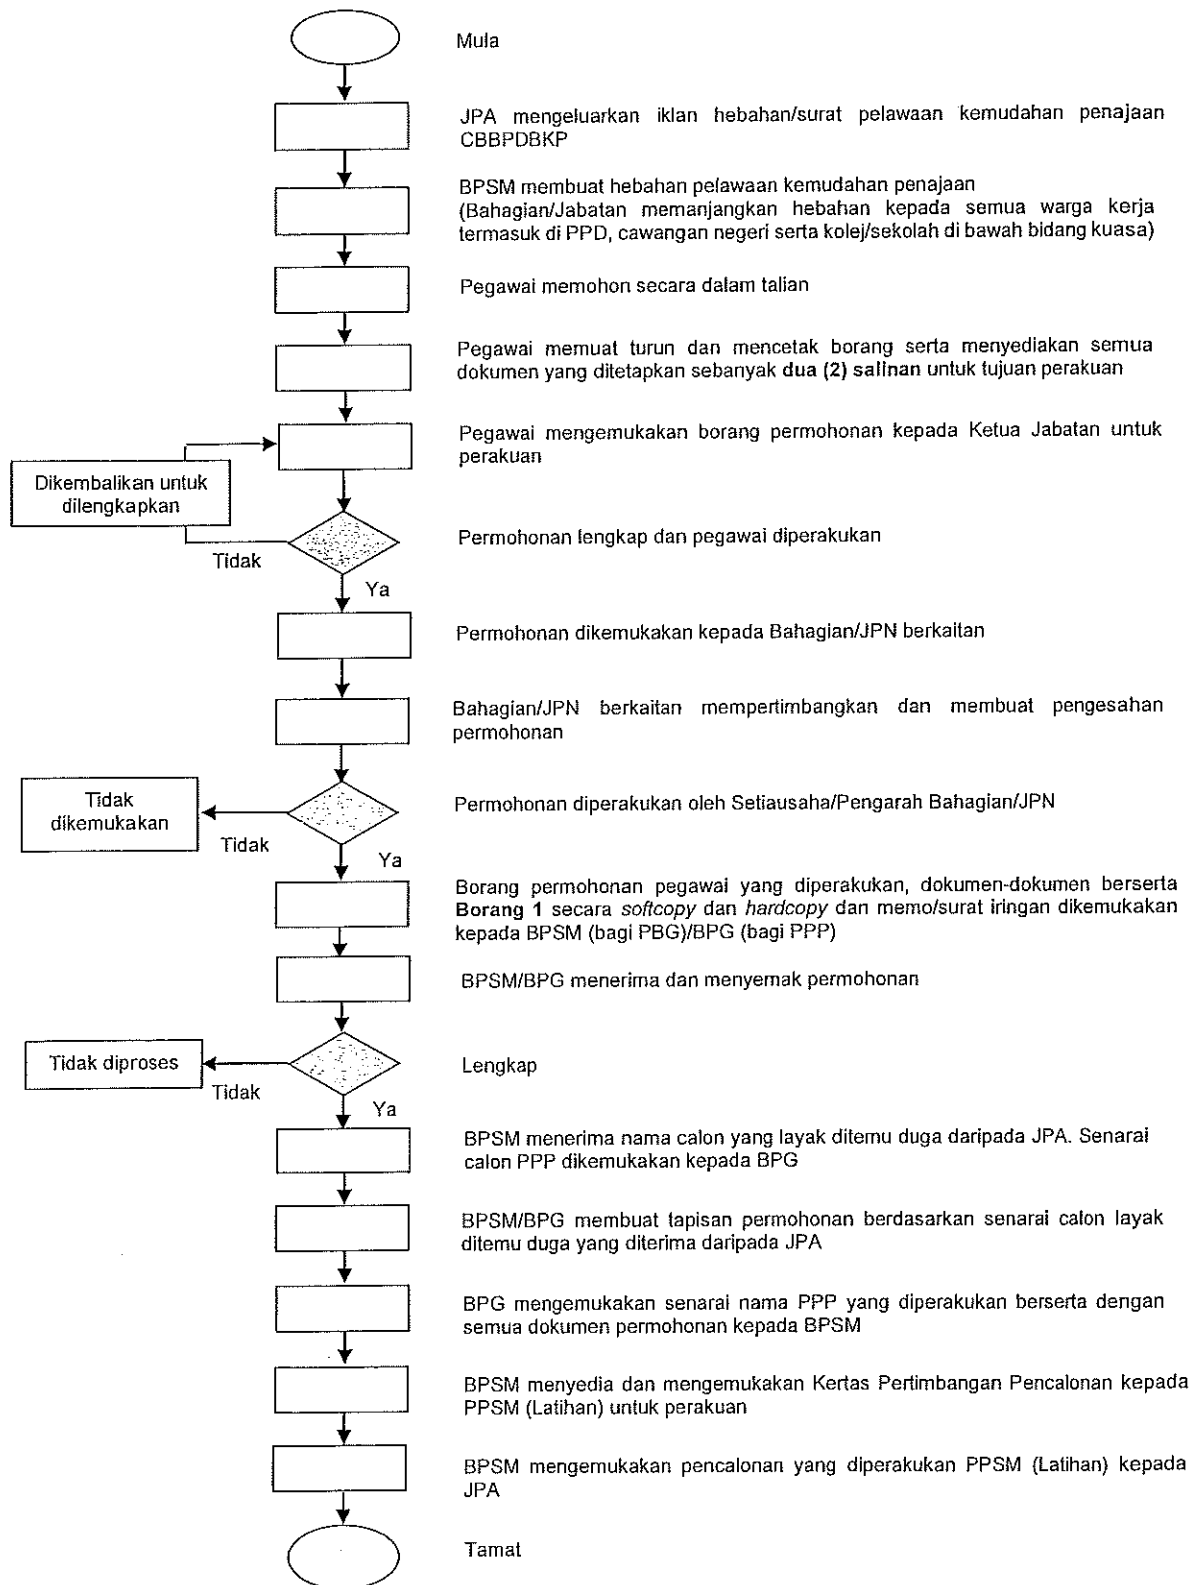 Mula
JPA mengeluarkan iklan hebahan/surat pelawaan kemudahan penajaan
CBBPDBKP
BPSM membuat hebahan pelawaan kemudahan penajaan
(Bahagian/Jabatan memanjangkan hebahan kepada semua warga kerja
termasuk di PPD, cawangan negeri serta kolej/sekolah di bawah bidang kuasa)
Pegawai memohon secara dalam talian
Pegawai memuat turun dan mencetak borang serta menyediakan semua
dokumen yang ditetapkan sebanyak dua (2) salinan untuk tujuan perakuan
Pegawai mengemukakan borang permohonan kepada Ketua Jabatan untuk
perakuan
Dikembalikan untuk
dilengkapkan
Permohonan lengkap dan pegawai diperakukan
Tidak
Ya
Permohonan dikemukakan kepada Bahagian/JPN berkaitan
Bahagian/JPN berkaitan mempertimbangkan dan membuat pengesahan
permohonan
Tidak
dikemukakan
Permohonan diperakukan oleh Setiausaha/Pengarah Bahagian/JPN
Tidak
Ya
Borang permohonan pegawai yang diperakukan, dokumen-dokumen berserta
Borang 1 secara softcopy dan hardcopy dan memo/surat iringan dikemukakan
kepada BPSM (bagi PBG)/BPG (bagi PPP)
BPSM/BPG menerima dan menyemak permohonan
Tidak diproses
Lengkap
Tidak
Ya
BPSM menerima nama calon yang layak ditemu duga daripada JPA. Senarai
calon PPP dikemukakan kepada BPG
BPSM/BPG membuat tapisan permohonan berdasarkan senarai calon layak
ditemu duga yang diterima daripada JPA
BPG mengemukakan senarai nama PPP yang diperakukan berserta dengan
semua dokumen permohonan kepada BPSM
BPSM menyedia dan mengemukakan Kertas Pertimbangan Pencalonan kepada
PPSM (Latihan) untuk perakuan
BPSM mengemukakan pencalonan yang diperakukan PPSM (Latihan) kepada
JPA
Tamat